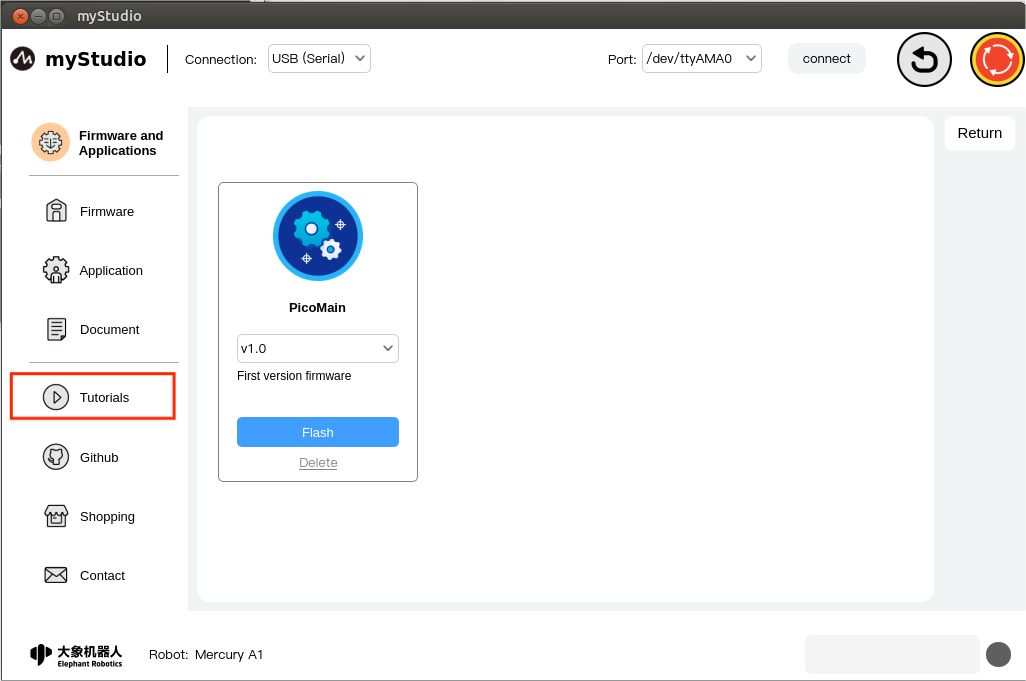 myStudio
myStudio
Connection:
USB (Serial)
Port:
/dev/ttyAMA0
connect
Firmware and
Applications
Firmware
Application
Document
Tutorials
Github
Shopping
Contact
Return
PicoMain
v1.0
First version firmware
Flash
Delete
大象机器人
Elephant Robotics
Robot: Mercury A1